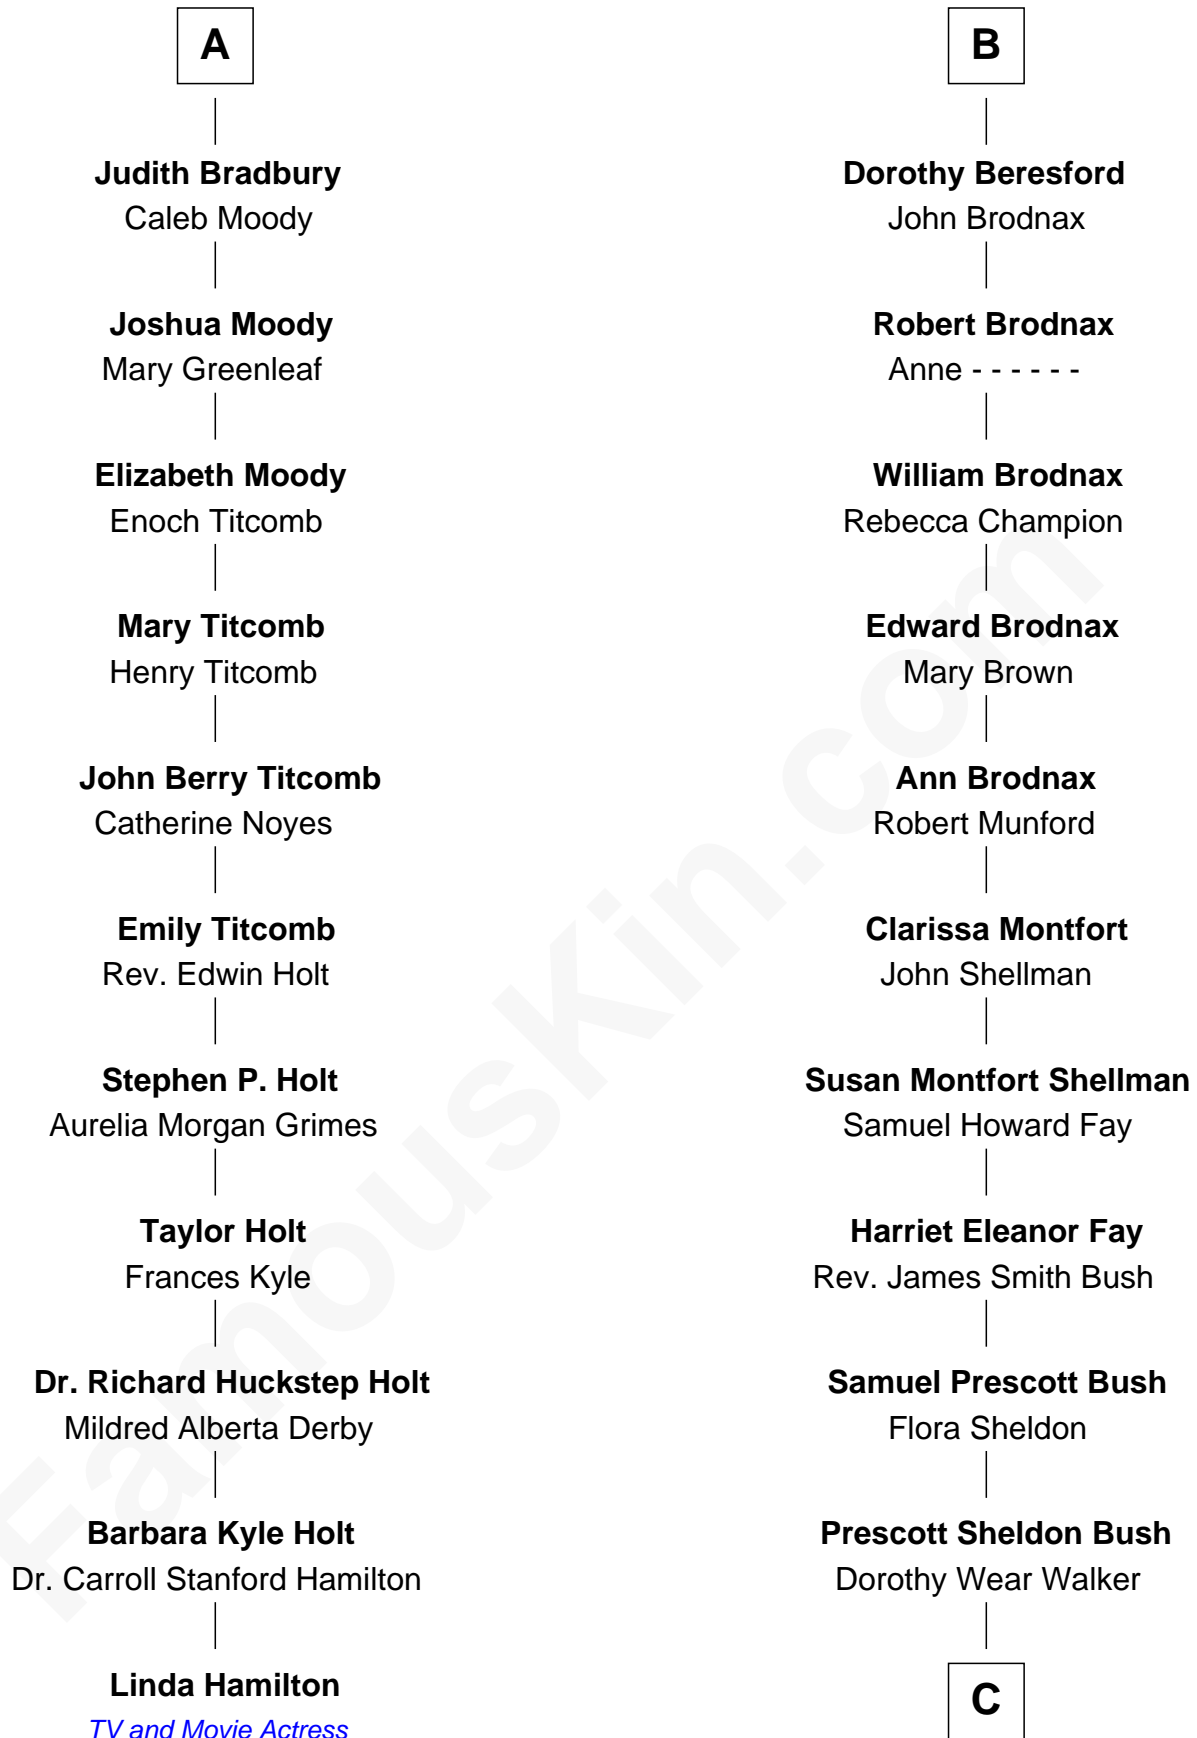 A
Judith Bradbury
Caleb Moody
Joshua Moody
Mary Greenleaf
Elizabeth Moody
Enoch Titcomb
Mary Titcomb
Henry Titcomb
John Berry Titcomb
Catherine Noyes
Emily Titcomb
Rev. Edwin Holt
Stephen P. Holt
Aurelia Morgan Grimes
Taylor Holt
Frances Kyle
Dr. Richard Huckstep Holt
Mildred Alberta Derby
Barbara Kyle Holt
Dr. Carroll Stanford Hamilton
Linda Hamilton
TV and Movie Actress
B
Dorothy Beresford
John Brodnax
Robert Brodnax
Anne - - - - - -
William Brodnax
Rebecca Champion
Edward Brodnax
Mary Brown
Ann Brodnax
Robert Munford
Clarissa Montfort
John Shellman
Susan Montfort Shellman
Samuel Howard Fay
Harriet Eleanor Fay
Rev. James Smith Bush
Samuel Prescott Bush
Flora Sheldon
Prescott Sheldon Bush
Dorothy Wear Walker
C
FamousKin.com